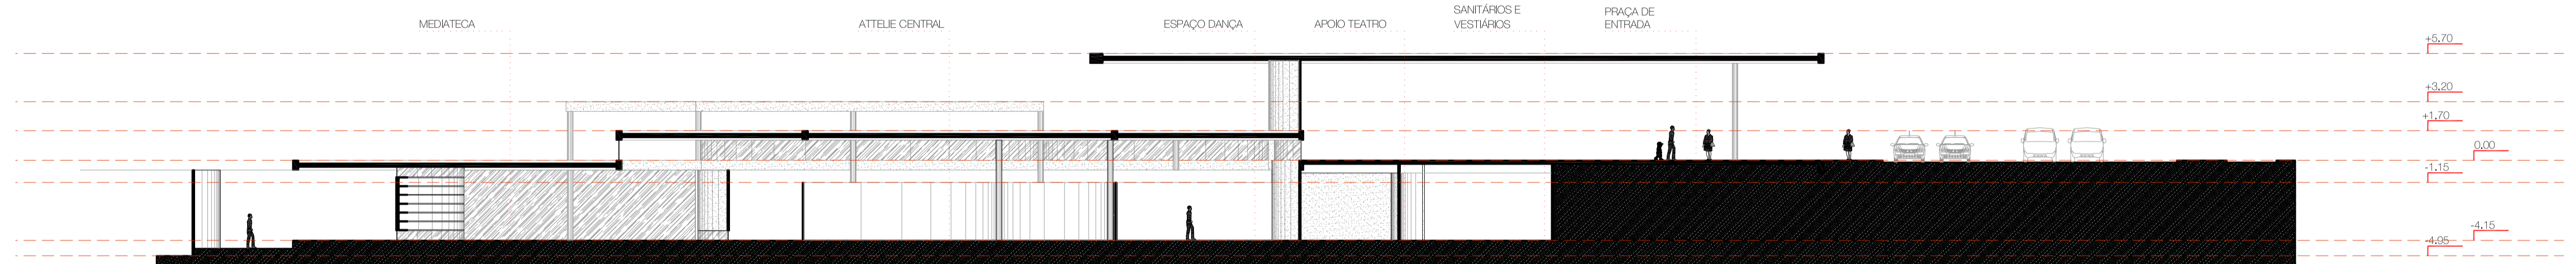 MEDIATECA
ATTELIE CENTRAL
ESPAÇO DANÇA
APOIO TEATRO
SANITÁRIOS E
VESTIÁRIOS
PRAÇA DE
ENTRADA
+5.70
+3.20
+1.70
0.00
-1.15
-4.15
-4.95